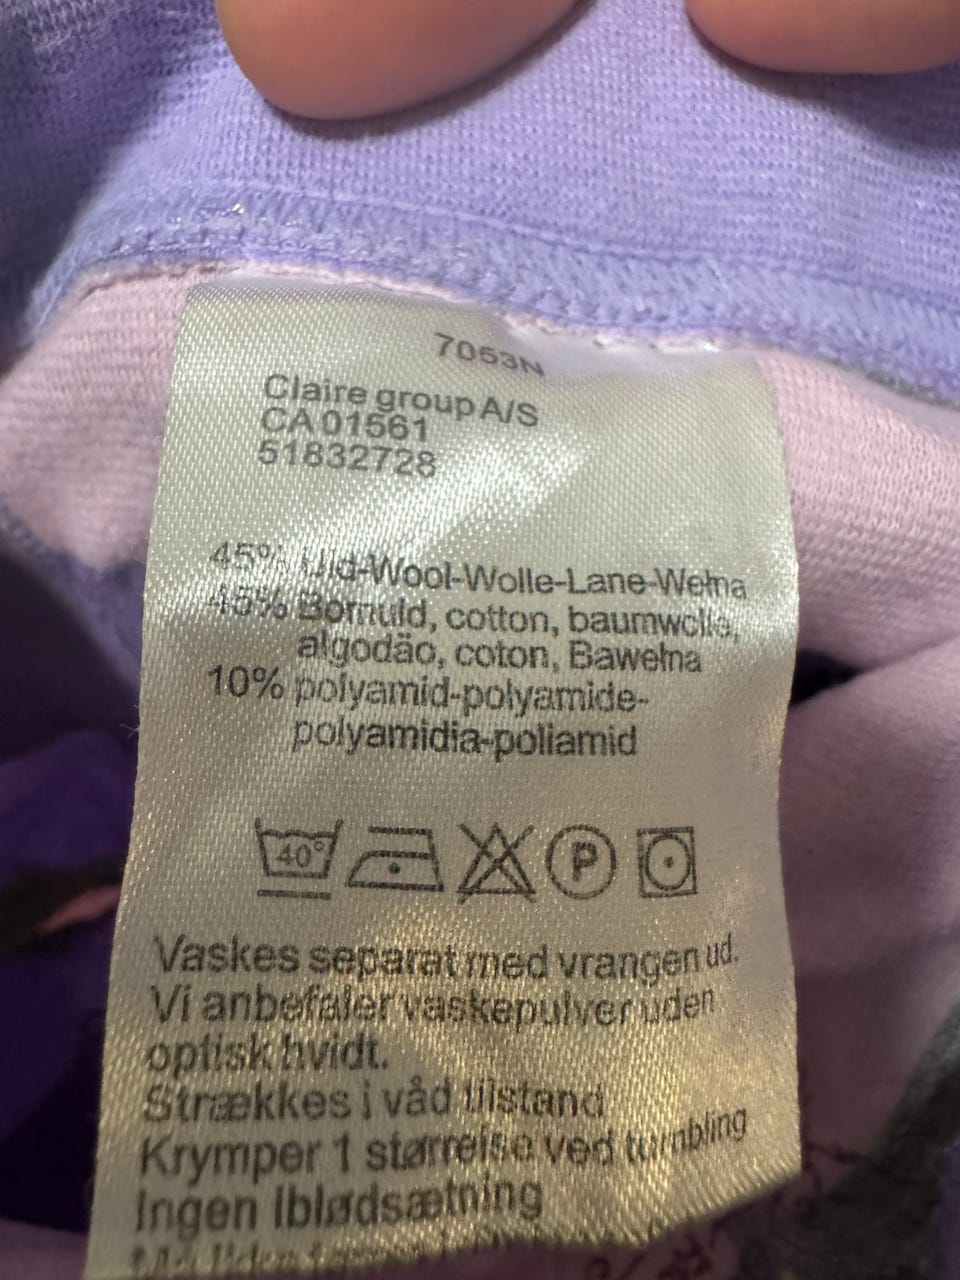 7053N
Claire group A/S
CA 01561
51832728
45% Uld-Wool-Wolle-Lane-Wełna
45% Bomuld, cotton, baumwolle,
algodäo, coton, Bawełna
10% polyamid-polyamide-
polyamidia-poliamid
40°
P
Vaskes separat med vrangen ud.
Vi anbefaler vaskepulver uden
optisk hvidt.
Strækkes i våd tilstand
Krymper 1 størrelse ved tumbling
Ingen Iblødsætning